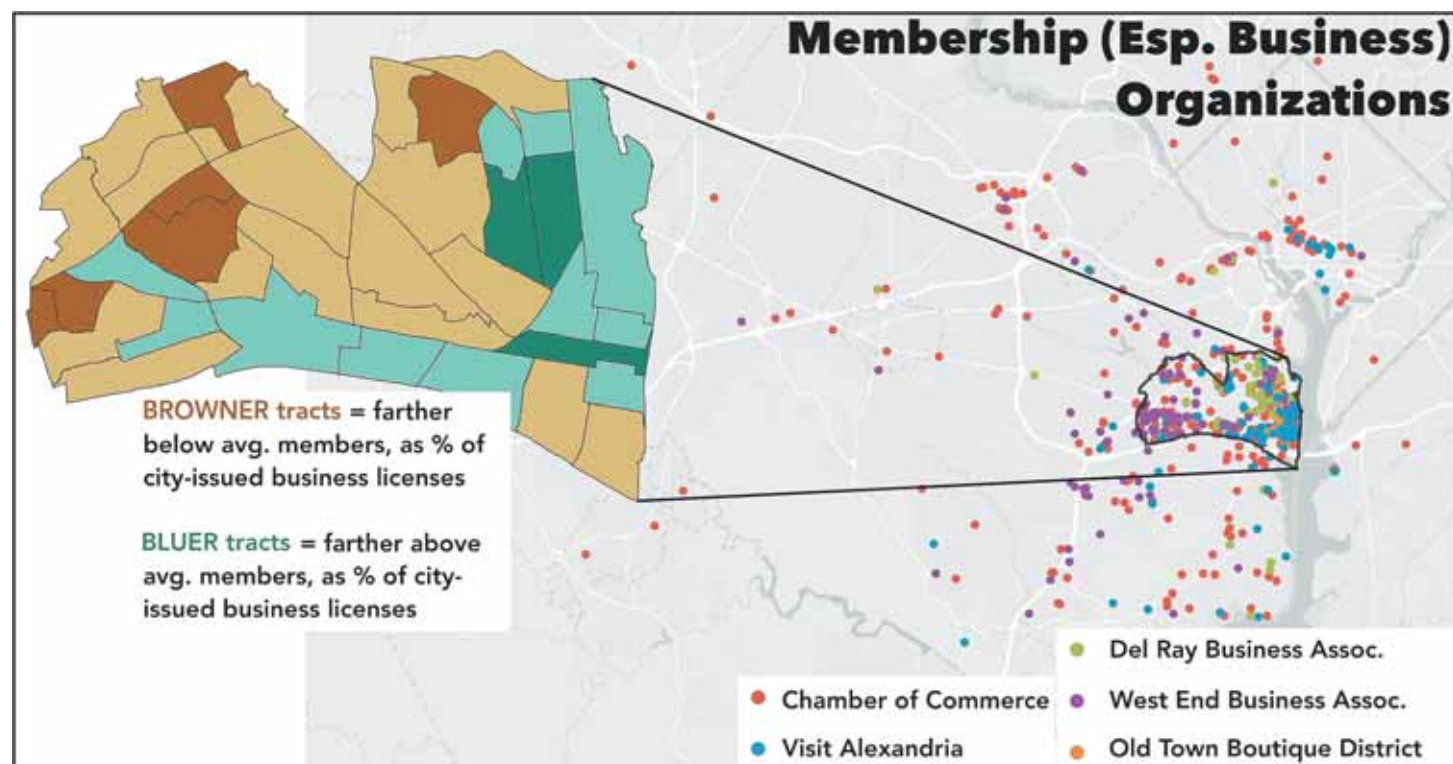 Membership (Esp. Business)
Organizations
BROWNER tracts = farther
below avg. members, as % of
city-issued business licenses
BLUER tracts = farther above
avg. members, as % of city-
issued business licenses
Chamber of Commerce
Visit Alexandria
Del Ray Business Assoc.
West End Business Assoc.
Old Town Boutique District